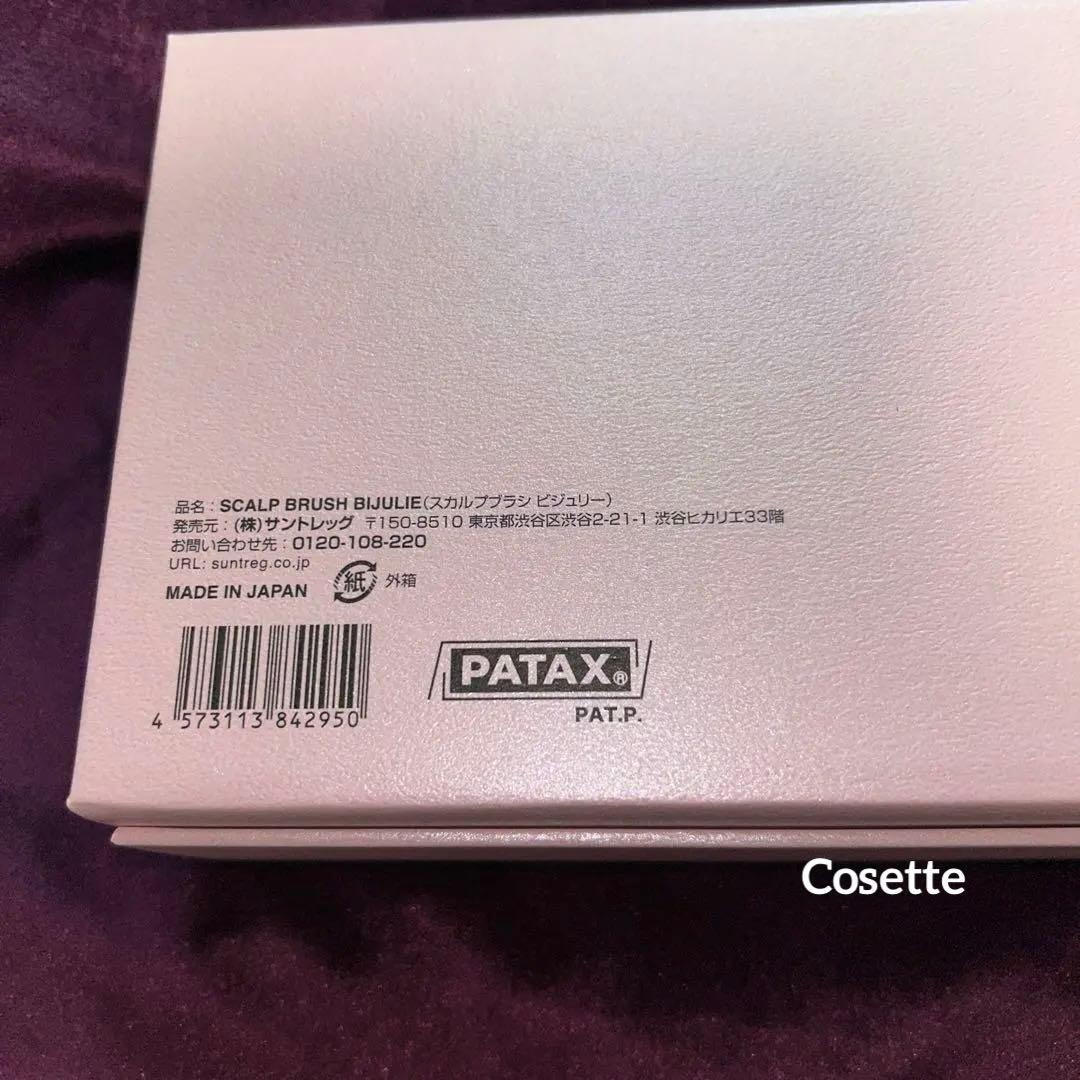 品名：SCALP BRUSH BIJULIE（スカルプブラシ ビジュリー）
発売元：(株)サントレッグ 〒150-8510 東京都渋谷区渋谷2-21-1 渋谷ヒカリエ33階
お問い合わせ先：0120-108-220
URL: suntreg.co.jp
MADE IN JAPAN 紙 外箱
4 573113 842950
PATAX®
PAT.P.
Cosette